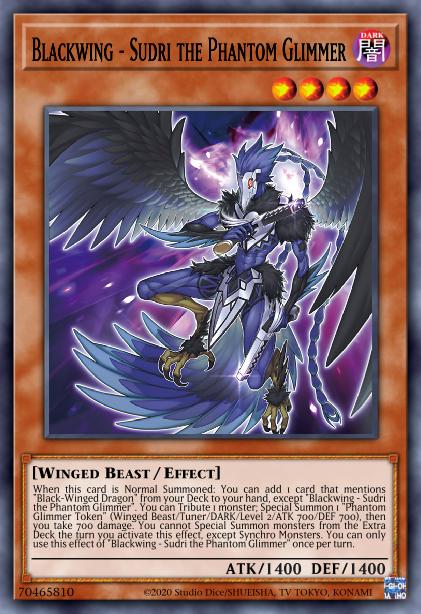 BLACKWING - SUDRI THE PHANTOM GLIMMER
DARK
闇
[WINGED BEAST / EFFECT]
When this card is Normal Summoned: You can add 1 card that mentions
"Black-Winged Dragon" from your Deck to your hand, except "Blackwing - Sudri
the Phantom Glimmer". You can Tribute 1 monster; Special Summon 1 "Phantom
Glimmer Token" (Winged Beast/Tuner/DARK/Level 2/ATK 700/DEF 700), then
you take 700 damage. You cannot Special Summon monsters from the Extra
Deck the turn you activate this effect, except Synchro Monsters. You can only
use this effect of "Blackwing - Sudri the Phantom Glimmer" once per turn.
ATK/1400 DEF/1400
70465810 ©2020 Studio Dice/SHUEISHA, TV TOKYO, KONAMI